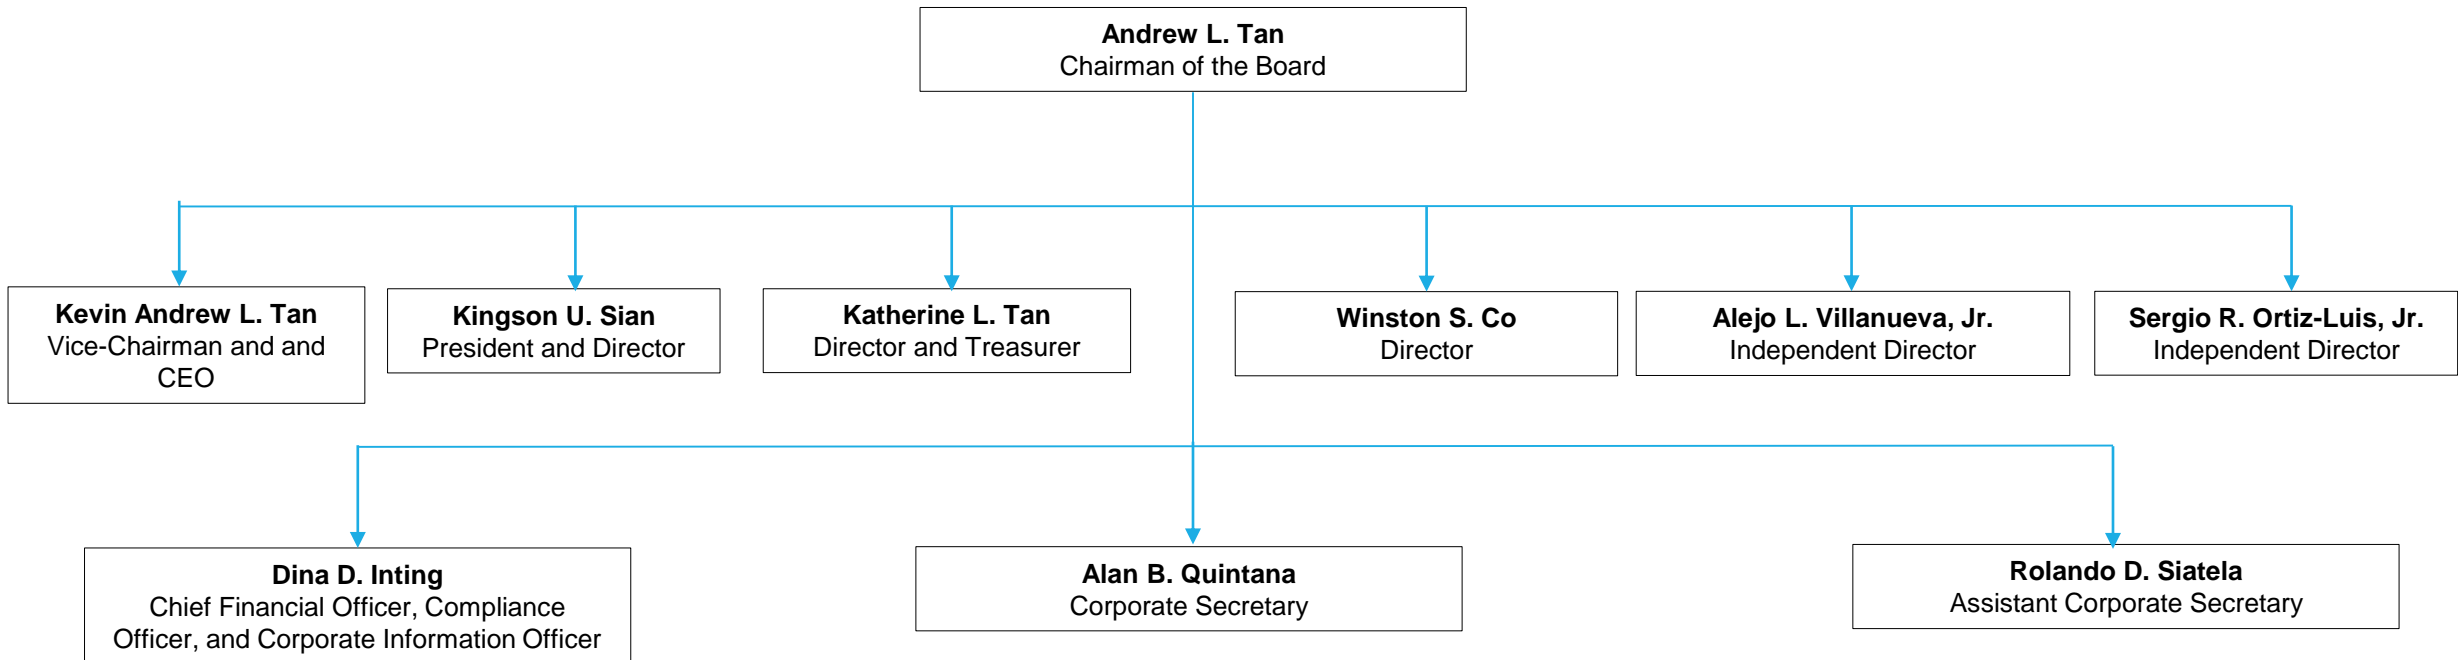 Andrew L. Tan
Chairman of the Board
Kevin Andrew L. Tan
Vice-Chairman and and
CEO
Kingson U. Sian
President and Director
Katherine L. Tan
Director and Treasurer
Winston S. Co
Director
Alejo L. Villanueva, Jr.
Independent Director
Sergio R. Ortiz-Luis, Jr.
Independent Director
Dina D. Inting
Chief Financial Officer, Compliance
Officer, and Corporate Information Officer
Alan B. Quintana
Corporate Secretary
Rolando D. Siatela
Assistant Corporate Secretary